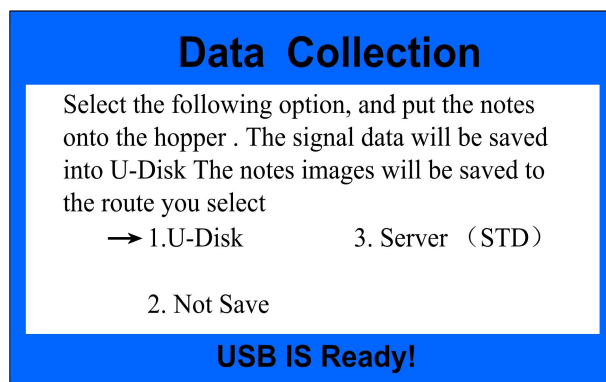 Data Collection
Select the following option, and put the notes
onto the hopper . The signal data will be saved
into U-Disk The notes images will be saved to
the route you select
→ 1.U-Disk 3. Server （STD）
2. Not Save
USB IS Ready!